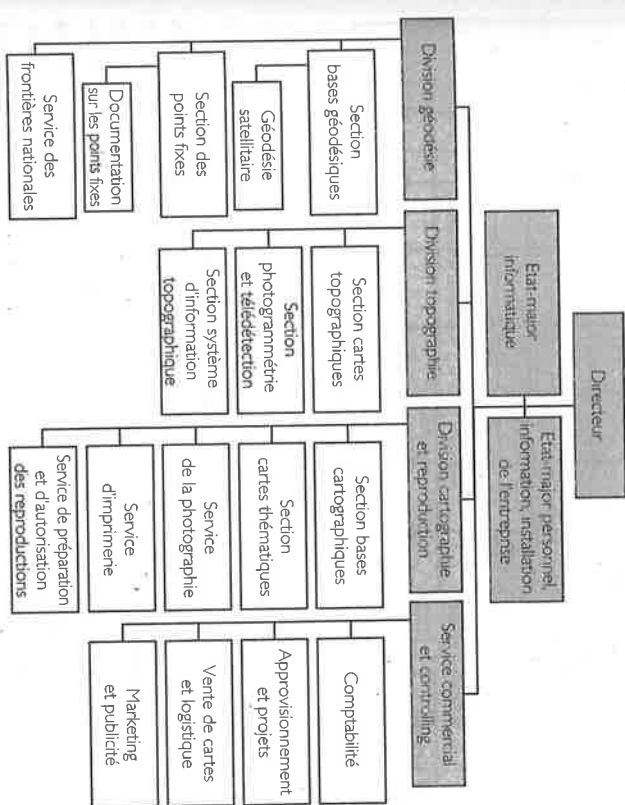 Directeur
Etat-major
informatique
Etat-major personnel,
information, installation
de l'entreprise
Division géodésie
Section
bases géodésiques
Géodésie
satellitaire
Section des
points fixes
Documentation
sur les points fixes
Service des
frontières nationales
Division topographie
Section cartes
topographiques
Section
photogrammétrie
et télédétection
Section système
d'information
topographique
Division cartographie
et reproduction
Section bases
cartographiques
Section
cartes thématiques
Service
de la photographie
Service
d'imprimerie
Service de préparation
et d'autorisation
des reproductions
Service commercial
et controlling
Comptabilité
Approvisionnement
et projets
Vente de cartes
et logistique
Marketing
et publicité